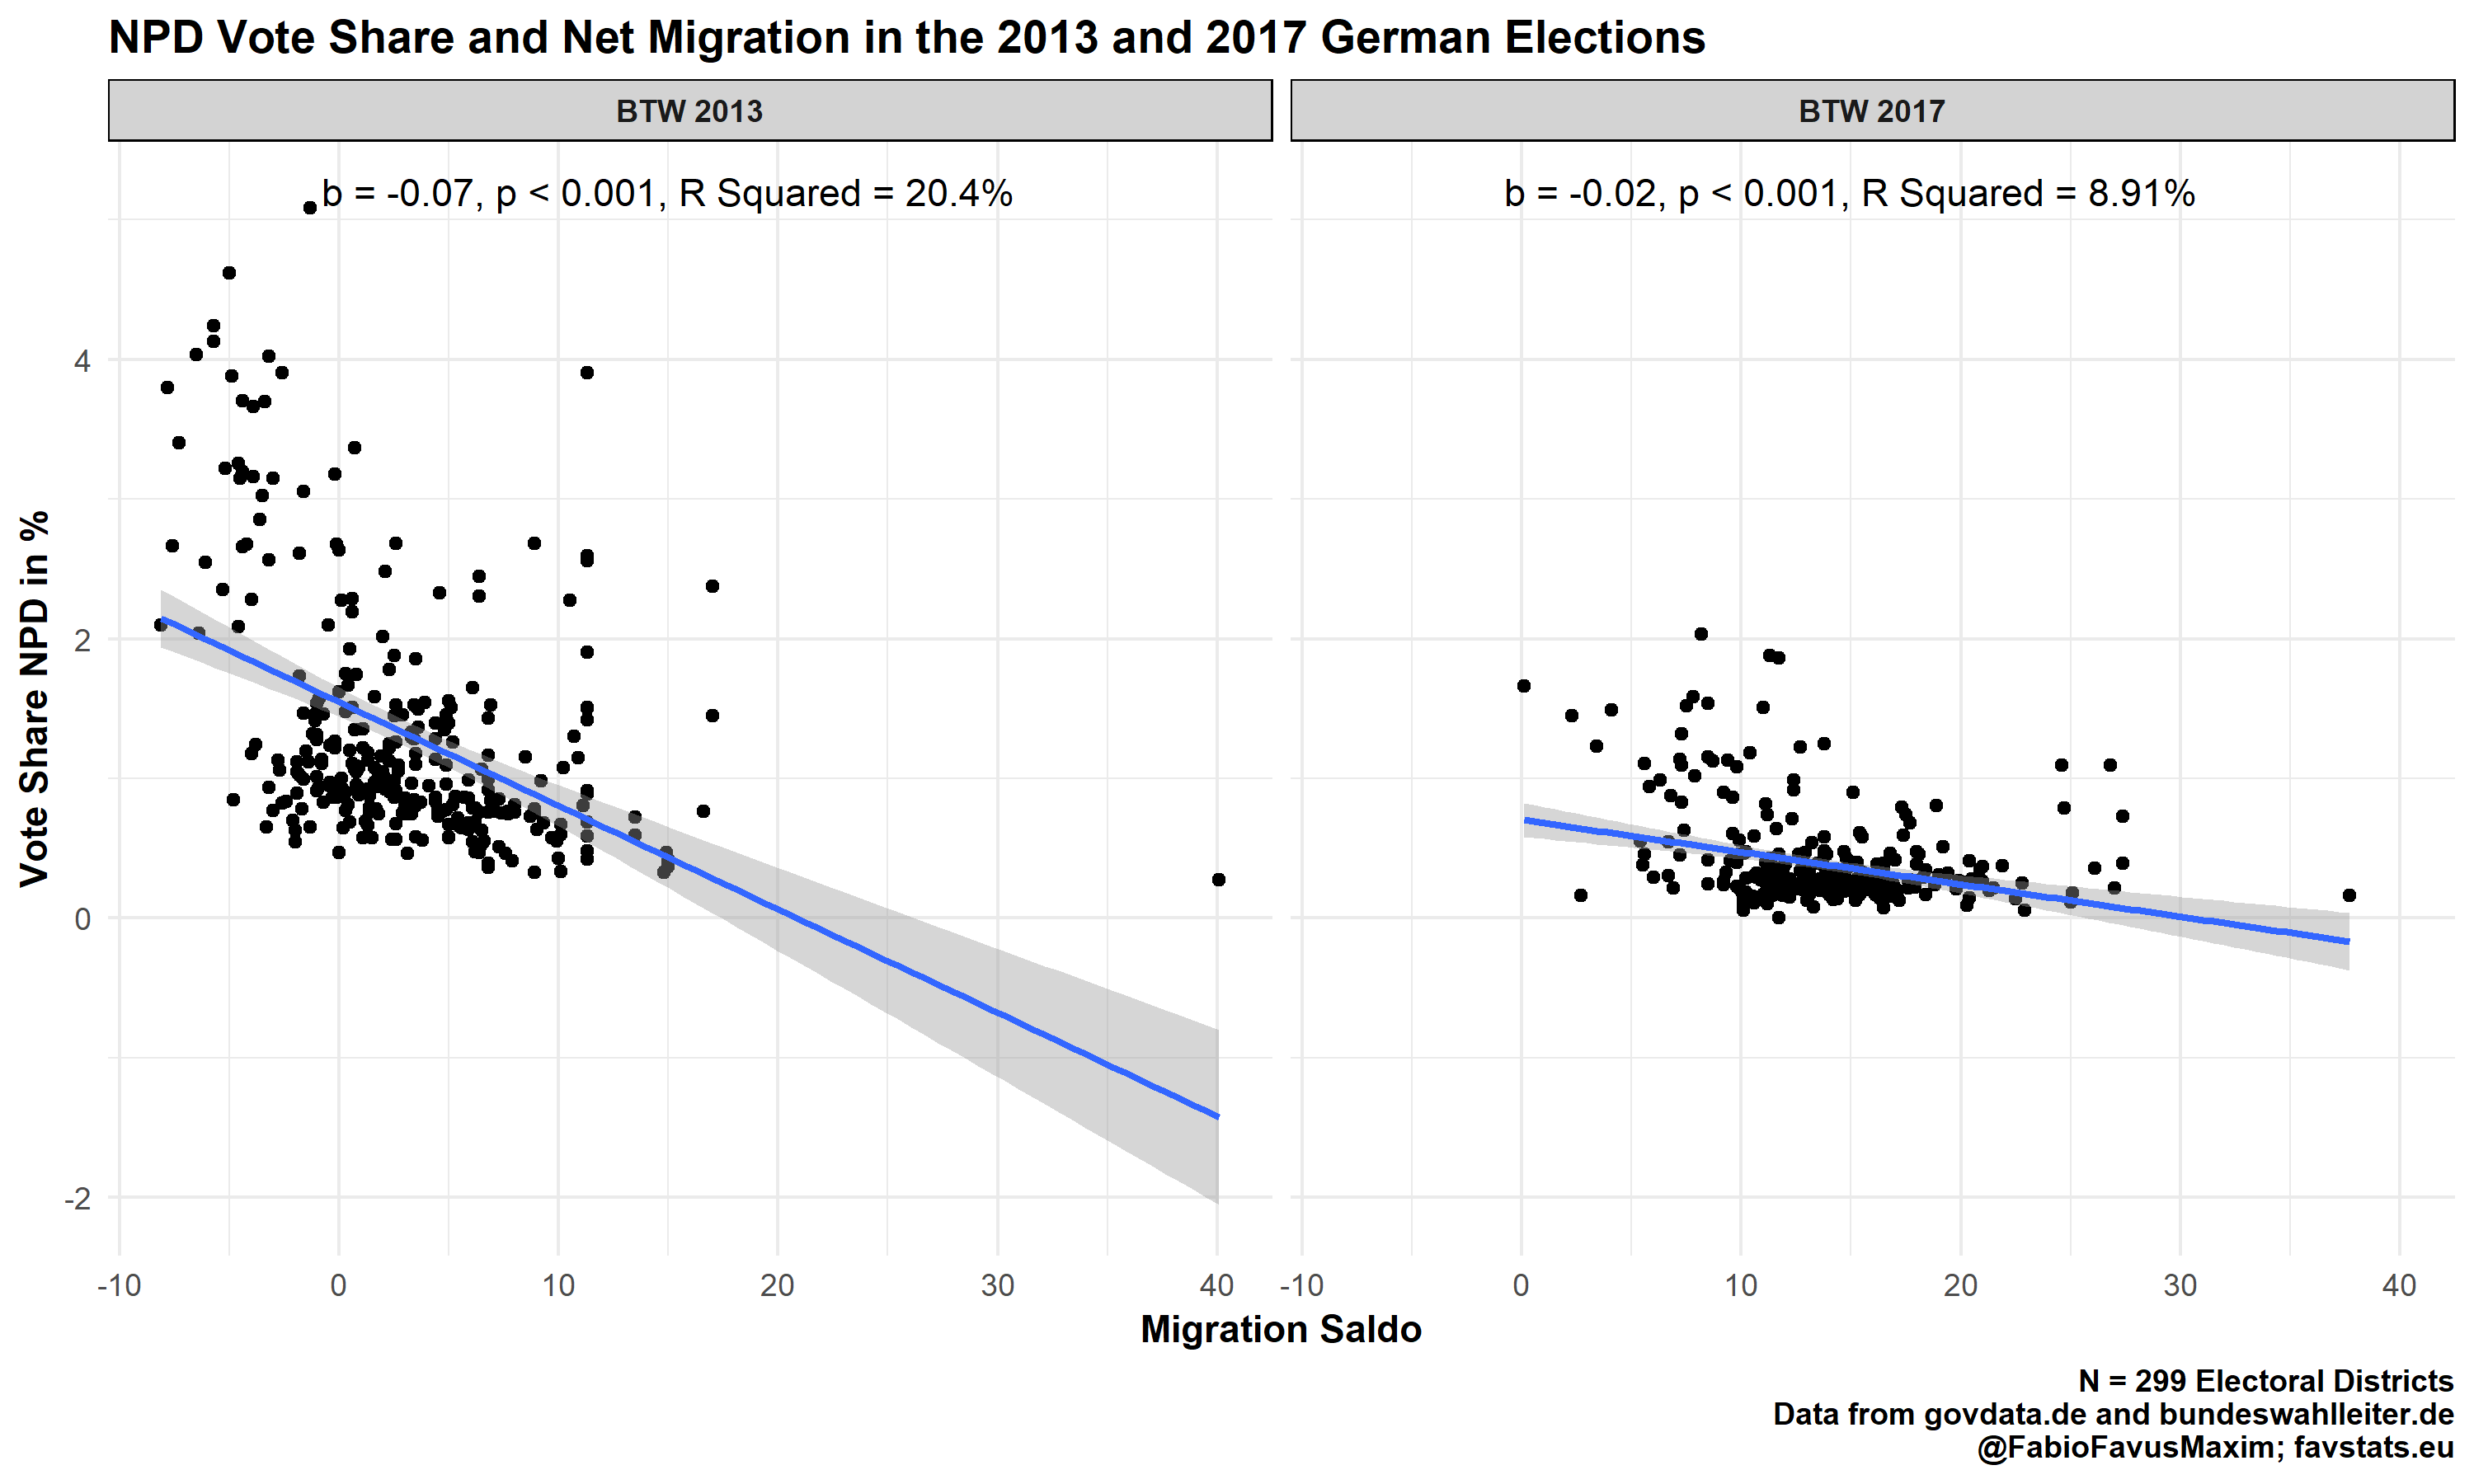 NPD Vote Share and Net Migration in the 2013 and 2017 German Elections
BTW 2013
BTW 2017
b = -0.07, p < 0.001, R Squared = 20.4%
b = -0.02, p < 0.001, R Squared = 8.91%
Vote Share NPD in %
4
2
0
-2
-10 0 10 20 30 40
-10 0 10 20 30 40
Migration Saldo
N = 299 Electoral Districts
Data from govdata.de and bundeswahlleiter.de
@FabioFavusMaxim; favstats.eu